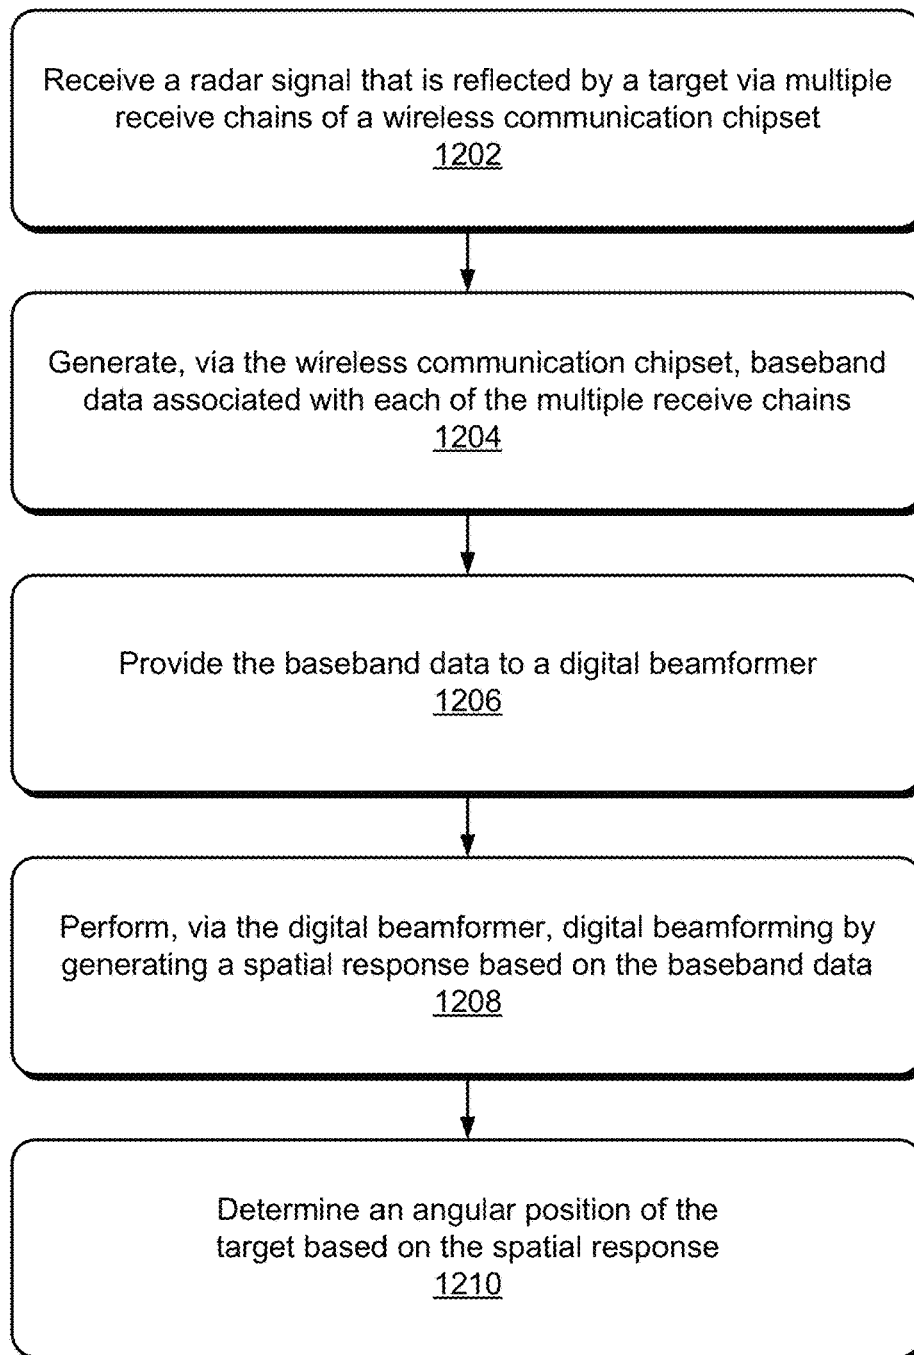 Receive a radar signal that is reflected by a target via multiple
receive chains of a wireless communication chipset
1202
Generate, via the wireless communication chipset, baseband
data associated with each of the multiple receive chains
1204
Provide the baseband data to a digital beamformer
1206
Perform, via the digital beamformer, digital beamforming by
generating a spatial response based on the baseband data
1208
Determine an angular position of the
target based on the spatial response
1210